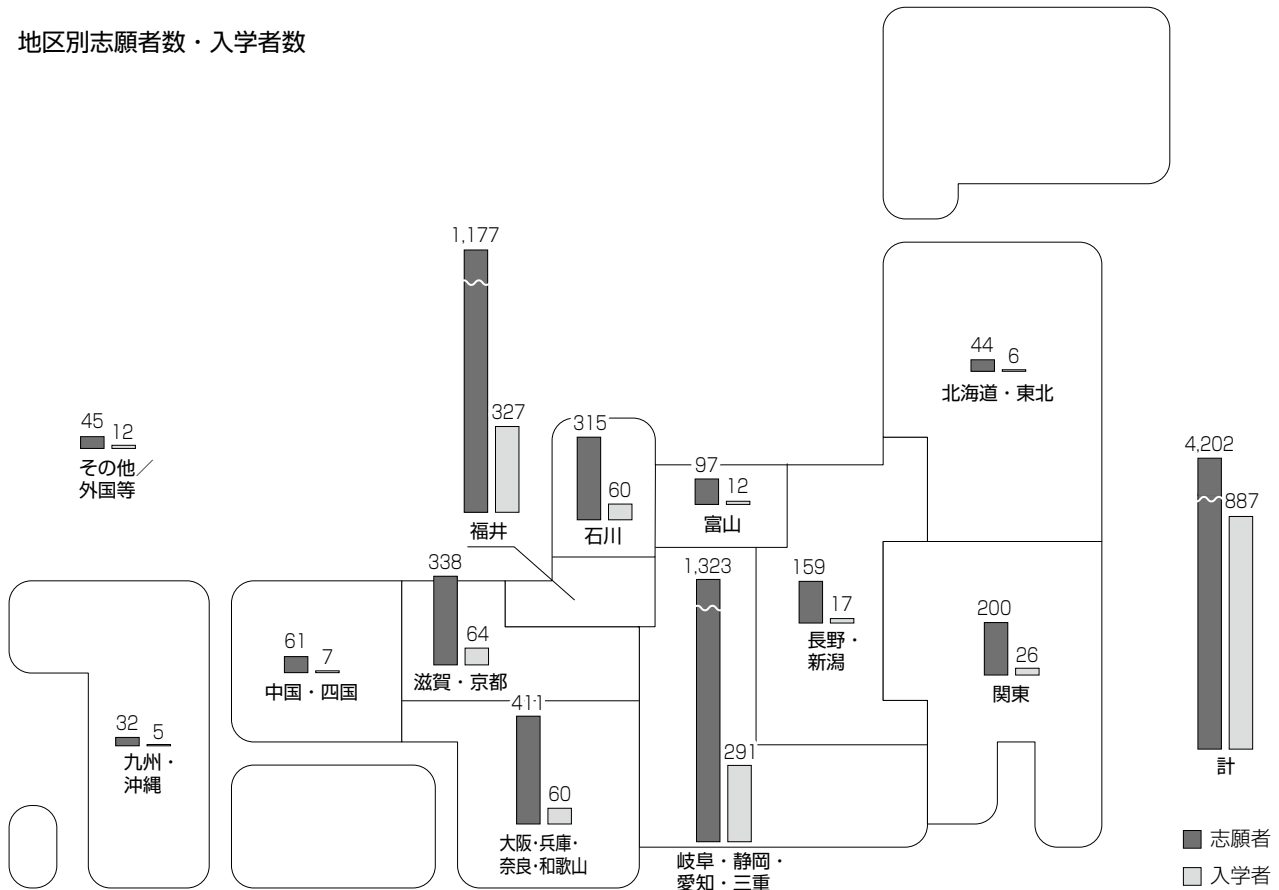 地区別志願者数・入学者数
1,177
327
福井
315
60
石川
97
12
富山
44
6
北海道・東北
45
12
その他／
外国等
4,202
887
計
338
64
滋賀・京都
1,323
291
岐阜・静岡・
愛知・三重
159
17
長野・
新潟
200
26
関東
61
7
中国・四国
32
5
九州・
沖縄
411
60
大阪・兵庫・
奈良・和歌山
志願者
入学者